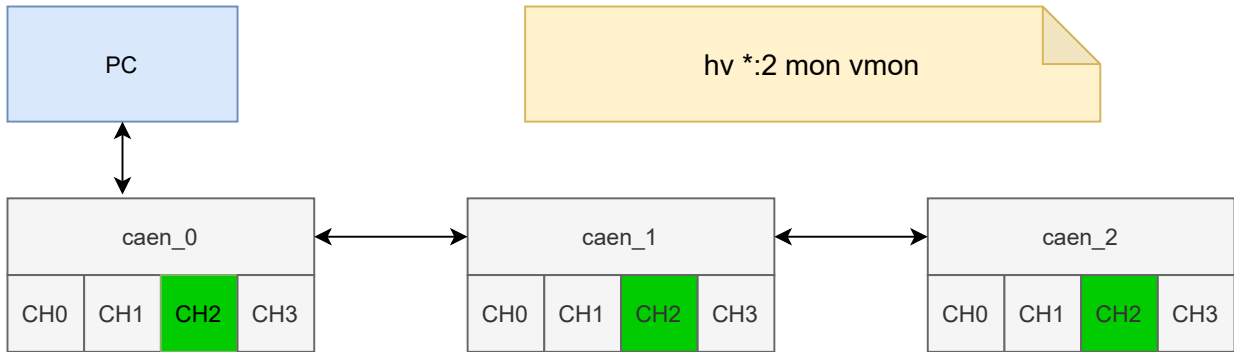 PC
hv *:2 mon vmon
caen_0
caen_1
caen_2
CH0 CH1 CH2 CH3
CH0 CH1 CH2 CH3
CH0 CH1 CH2 CH3